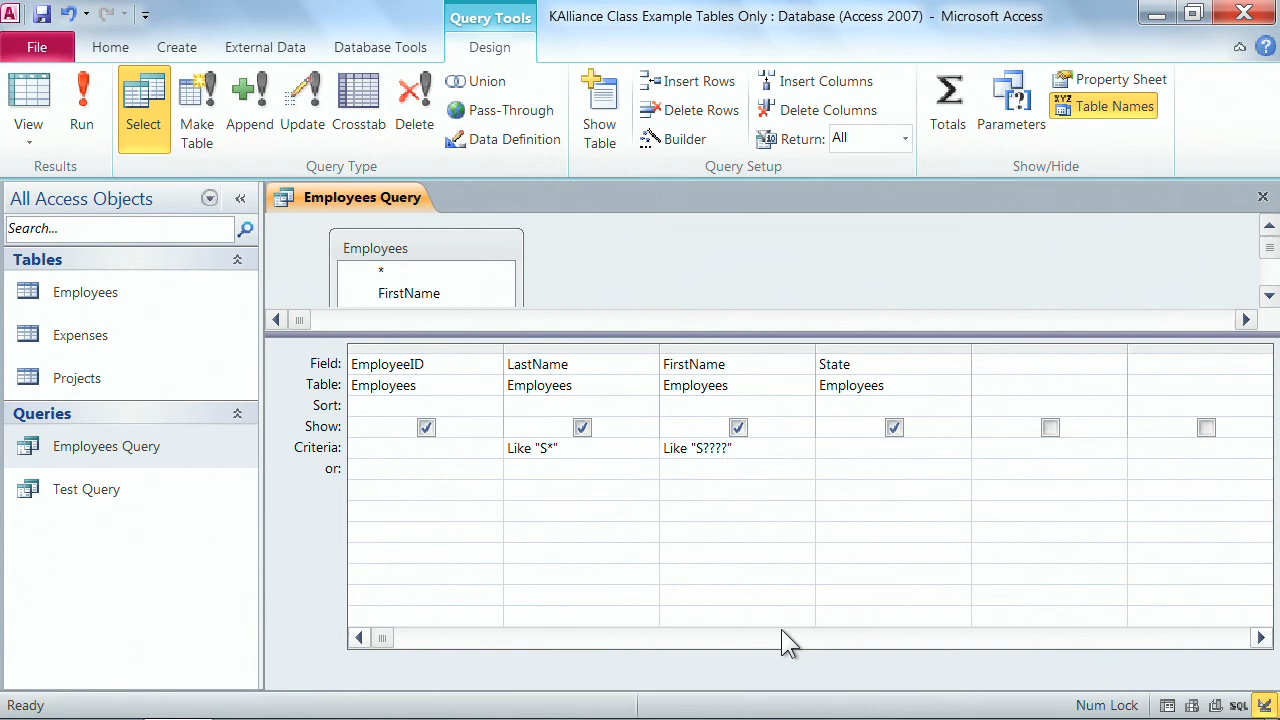 Query Tools
KAlliance Class Example Tables Only : Database (Access 2007) - Microsoft Access
File Home Create External Data Database Tools Design
View
Run
Results
Select
Make Table
Append
Update
Crosstab
Delete
Union
Pass-Through
Data Definition
Query Type
Show Table
Insert Rows
Delete Rows
Builder
Insert Columns
Delete Columns
Return: All
Query Setup
Totals
Parameters
Property Sheet
XYZ Table Names
Show/Hide
All Access Objects
Search...
Tables
Employees
Expenses
Projects
Queries
Employees Query
Test Query
Employees Query
Employees
*
FirstName
Field: EmployeeID LastName FirstName State
Table: Employees Employees Employees Employees
Sort:
Show:
Criteria: Like "S*" Like "S????"
or:
Ready
Num Lock
SQL